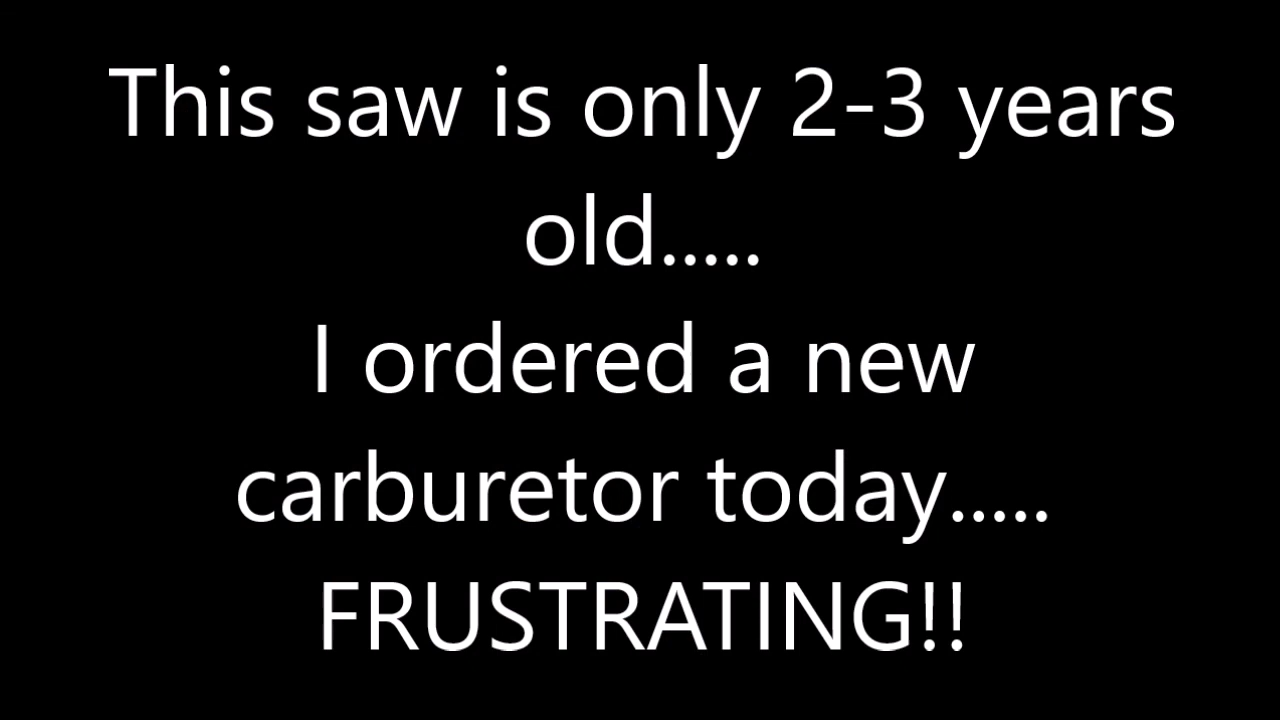 This saw is only 2-3 years
old.....
I ordered a new
carburetor today.....
FRUSTRATING!!